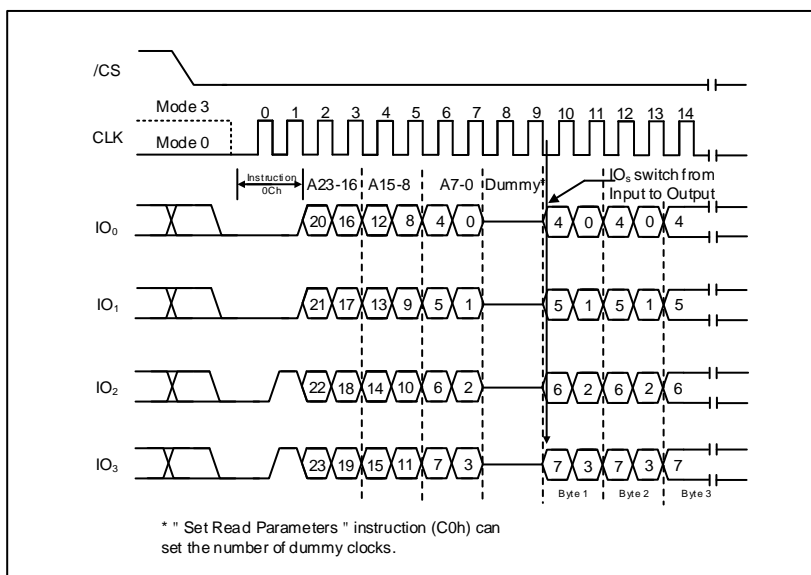 /CS
Mode 3
0 1 2 3 4 5 6 7 8 9 10 11 12 13 14
CLK
Mode 0
Instruction
0Ch
A23-16 A15-8 A7-0 Dummy*
IOs switch from
Input to Output
IO0
20 16 12 8 4 0 4 0 4 0 4
IO1
21 17 13 9 5 1 5 1 5 1 5
IO2
22 18 14 10 6 2 6 2 6 2 6
IO3
23 19 15 11 7 3 7 3 7 3 7
Byte 1 Byte 2 Byte 3
* " Set Read Parameters " instruction (C0h) can
set the number of dummy clocks.